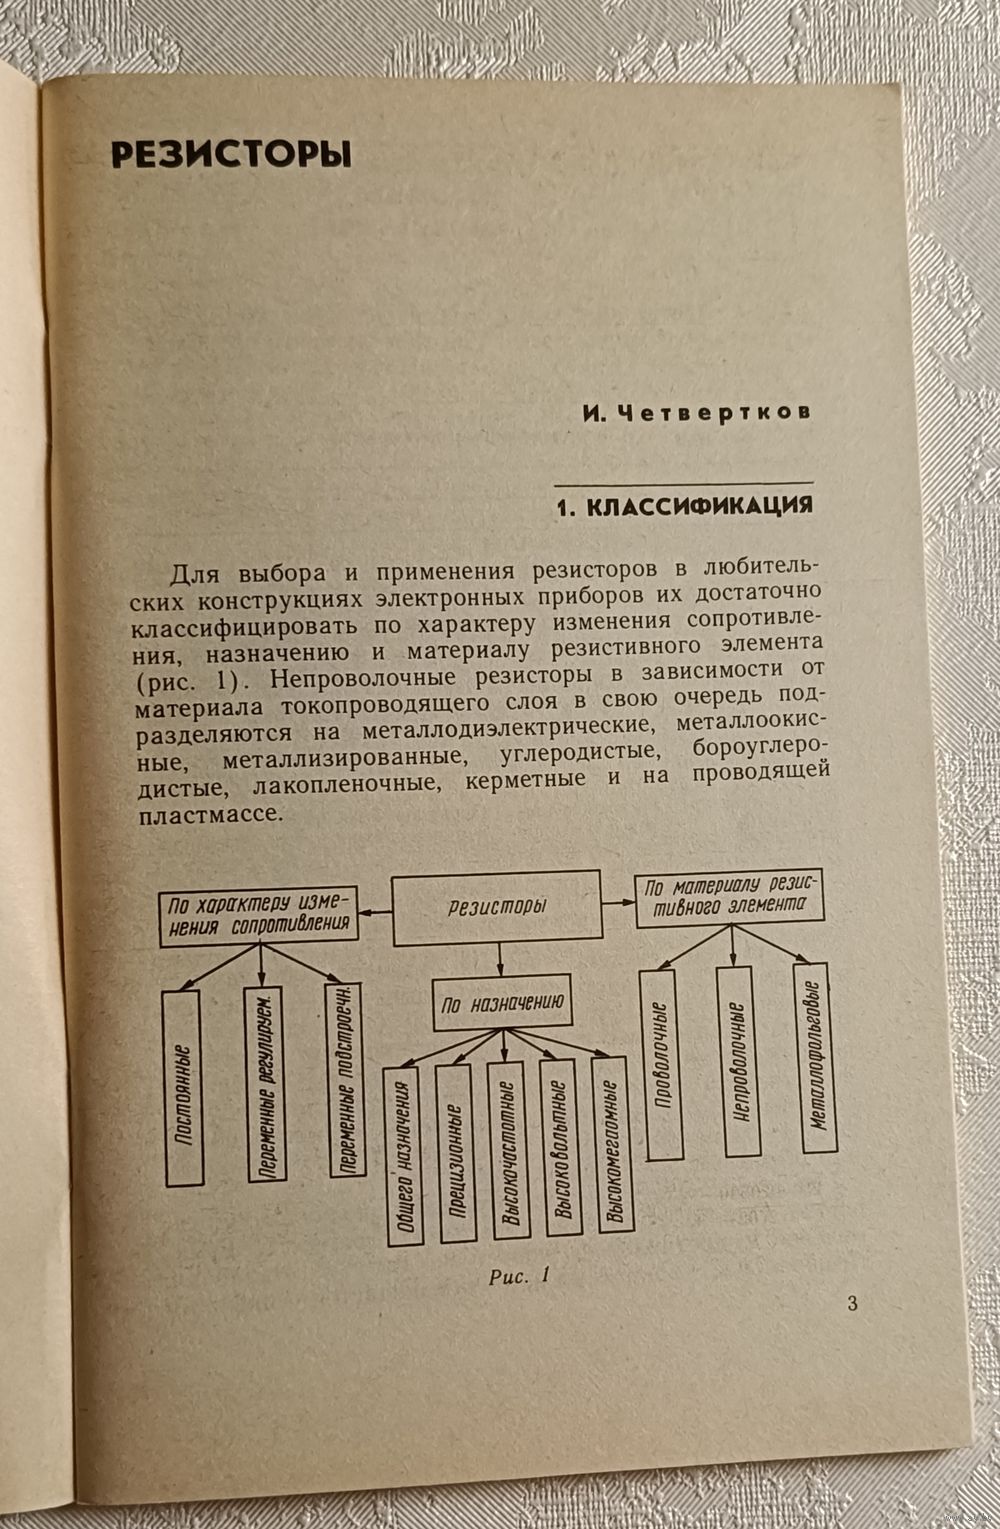 РЕЗИСТОРЫ
И. Четвертков
1. КЛАССИФИКАЦИЯ
Для выбора и применения резисторов в любитель-
ских конструкциях электронных приборов их достаточно
классифицировать по характеру изменения сопротивле-
ния, назначению и материалу резистивного элемента
(рис. 1). Непроволочные резисторы в зависимости от
материала токопроводящего слоя в свою очередь под-
разделяются на металлодиэлектрические, металлоокис-
ные, металлизированные, углеродистые, бороуглеро-
дистые, лакопленочные, керметные и на проводящей
пластмассе.
По характеру изме-
нения сопротивления
Резисторы
По материалу резис-
тивного элемента
По назначению
Постоянные
Переменные регулируем.
Переменные подстроечн.
Общего назначения
Прецизионные
Высокочастотные
Высоковольтные
Высокомегомные
Проволочные
Непроволочные
Металлофольговые
Рис. 1
3